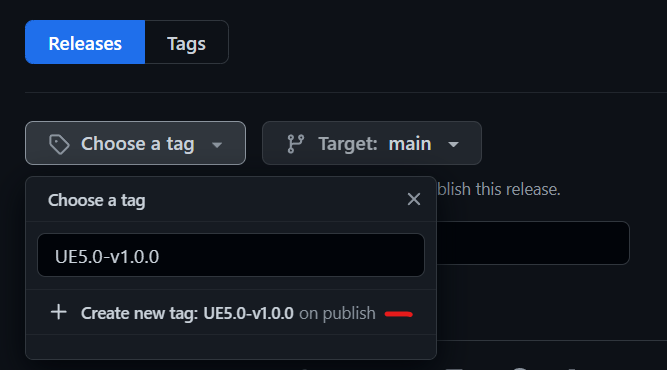 Releases Tags
Choose a tag Target: main
blish this release.
Choose a tag
UE5.0-v1.0.0
Create new tag: UE5.0-v1.0.0 on publish